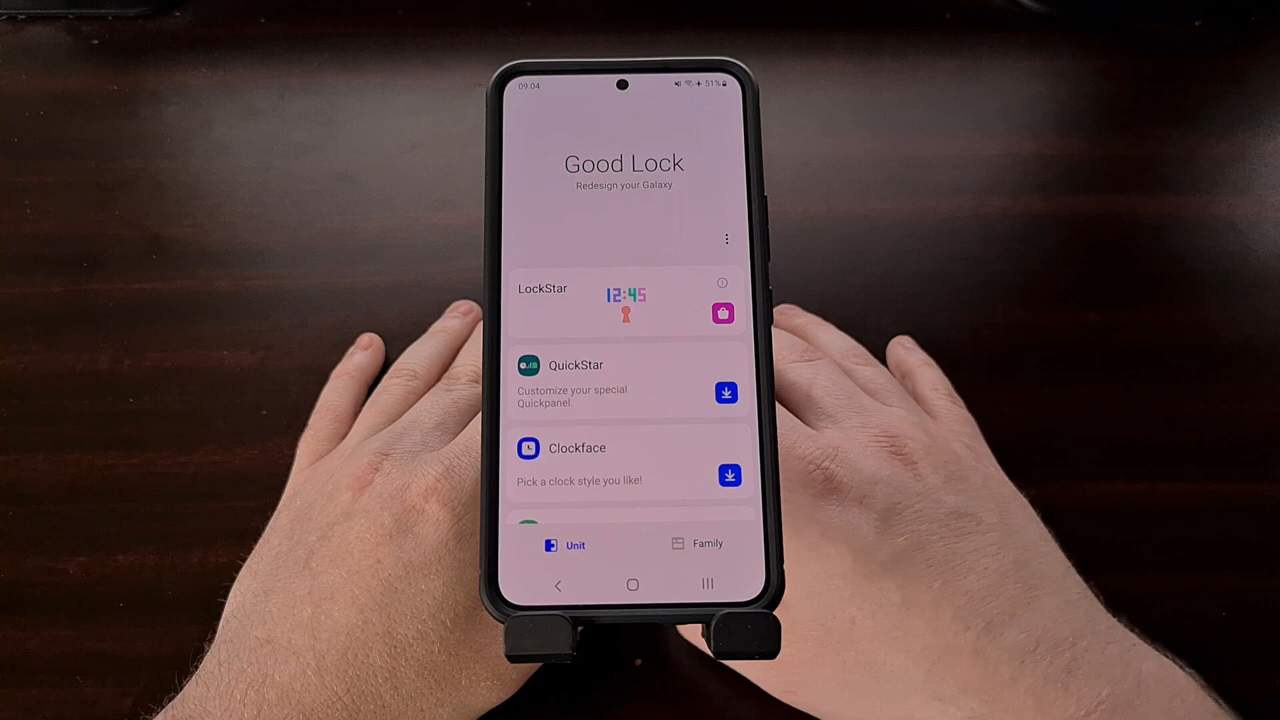 09:04
51%
Good Lock
Redesign your Galaxy
LockStar
12:45
QuickStar
Customize your special
Quickpanel.
Clockface
Pick a clock style you like!
Unit
Family